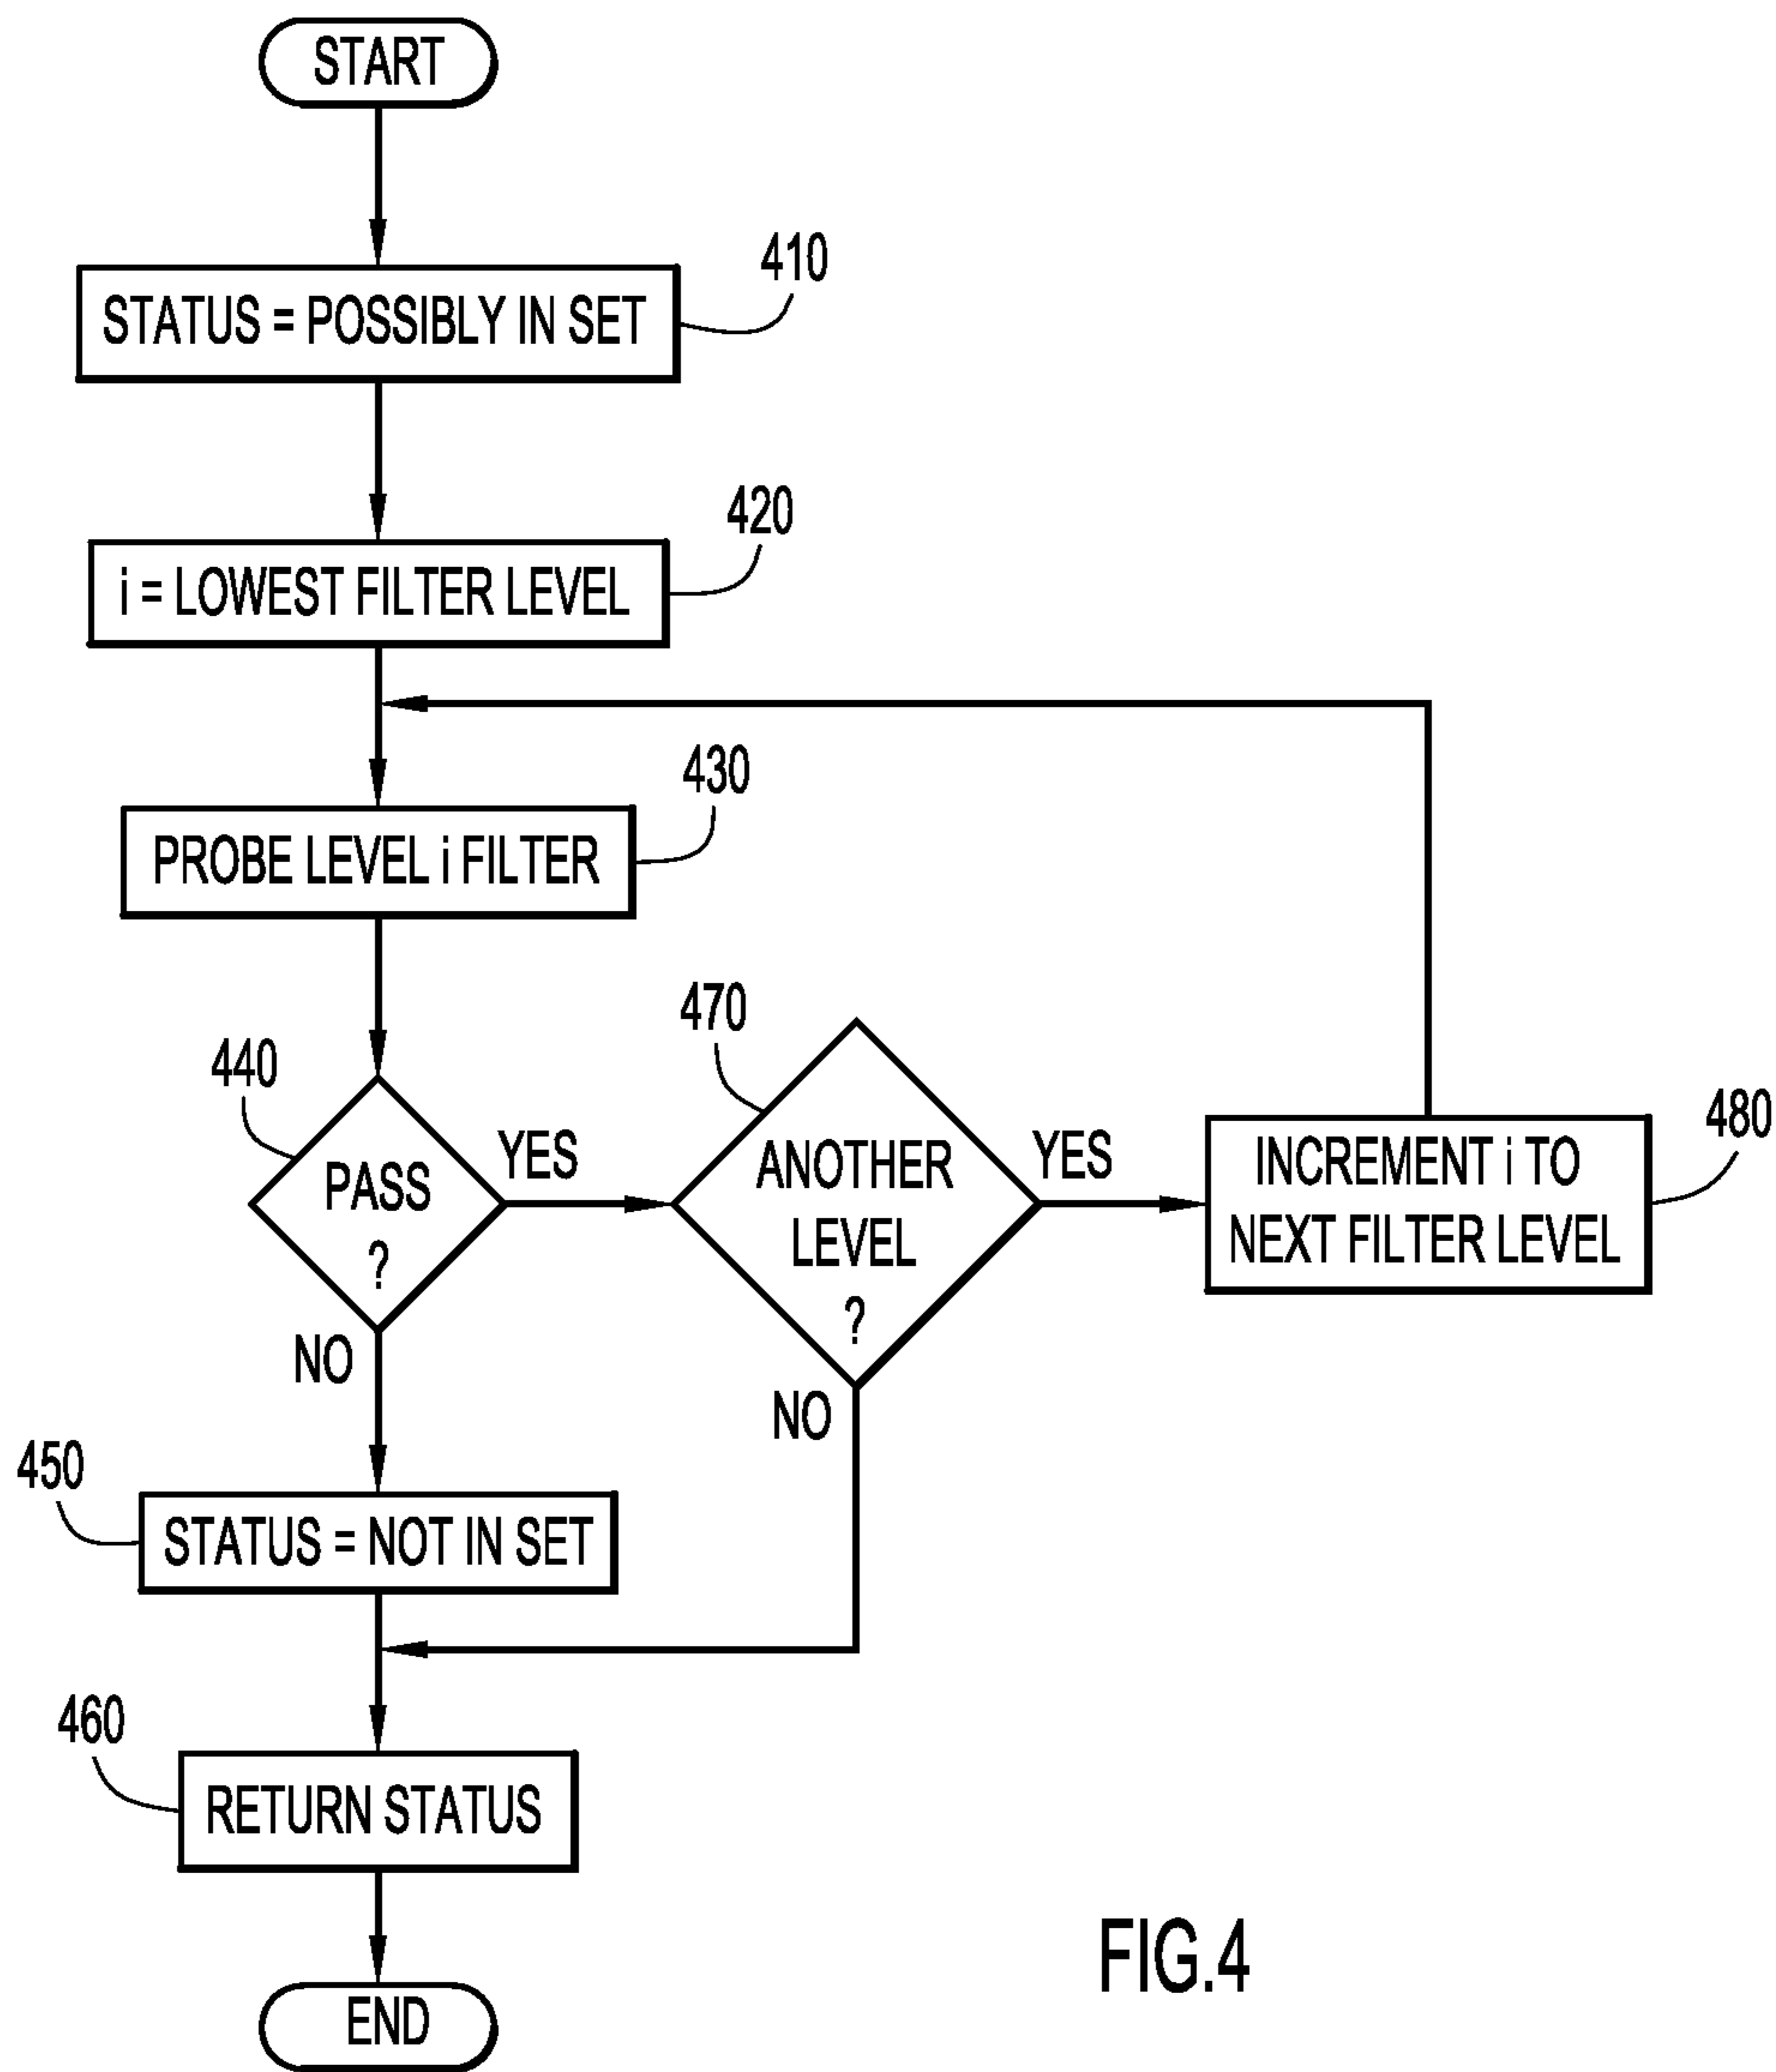 START
410
STATUS = POSSIBLY IN SET
420
i = LOWEST FILTER LEVEL
430
PROBE LEVEL i FILTER
440
PASS
?
YES
NO
470
ANOTHER
LEVEL
?
YES
NO
480
INCREMENT i TO
NEXT FILTER LEVEL
450
STATUS = NOT IN SET
460
RETURN STATUS
END
FIG.4